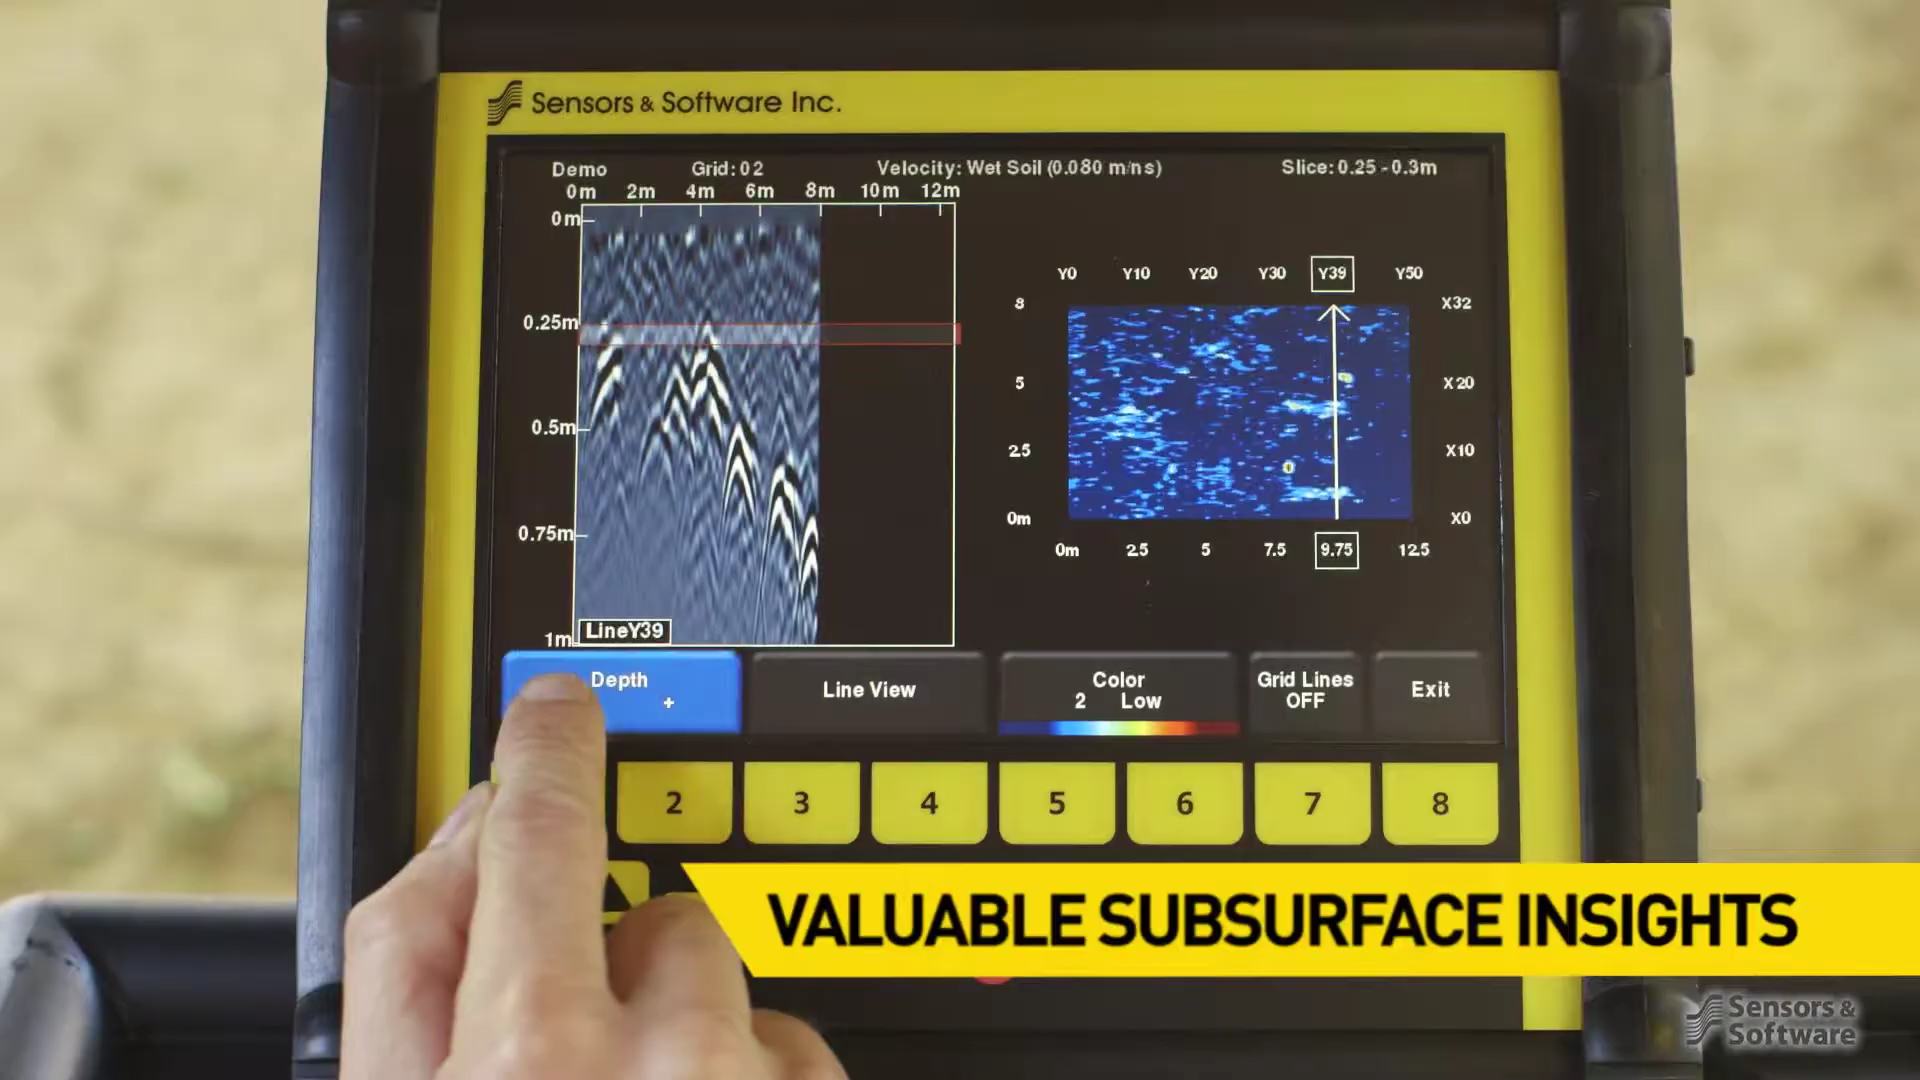 Sensors & Software Inc.
Demo Grid: 02 Velocity: Wet Soil (0.080 m/ns) Slice: 0.25 - 0.3m
0m 2m 4m 6m 8m 10m 12m
0m
0.25m
0.5m
0.75m
1m
LineY39
Y0 Y10 Y20 Y30 Y39 Y50
8 X32
5 X20
2.5 X10
0m X0
0m 2.5 5 7.5 9.75 12.5
Depth
+
Line View
Color
2 Low
Grid Lines
OFF
Exit
2 3 4 5 6 7 8
VALUABLE SUBSURFACE INSIGHTS
Sensors &
Software